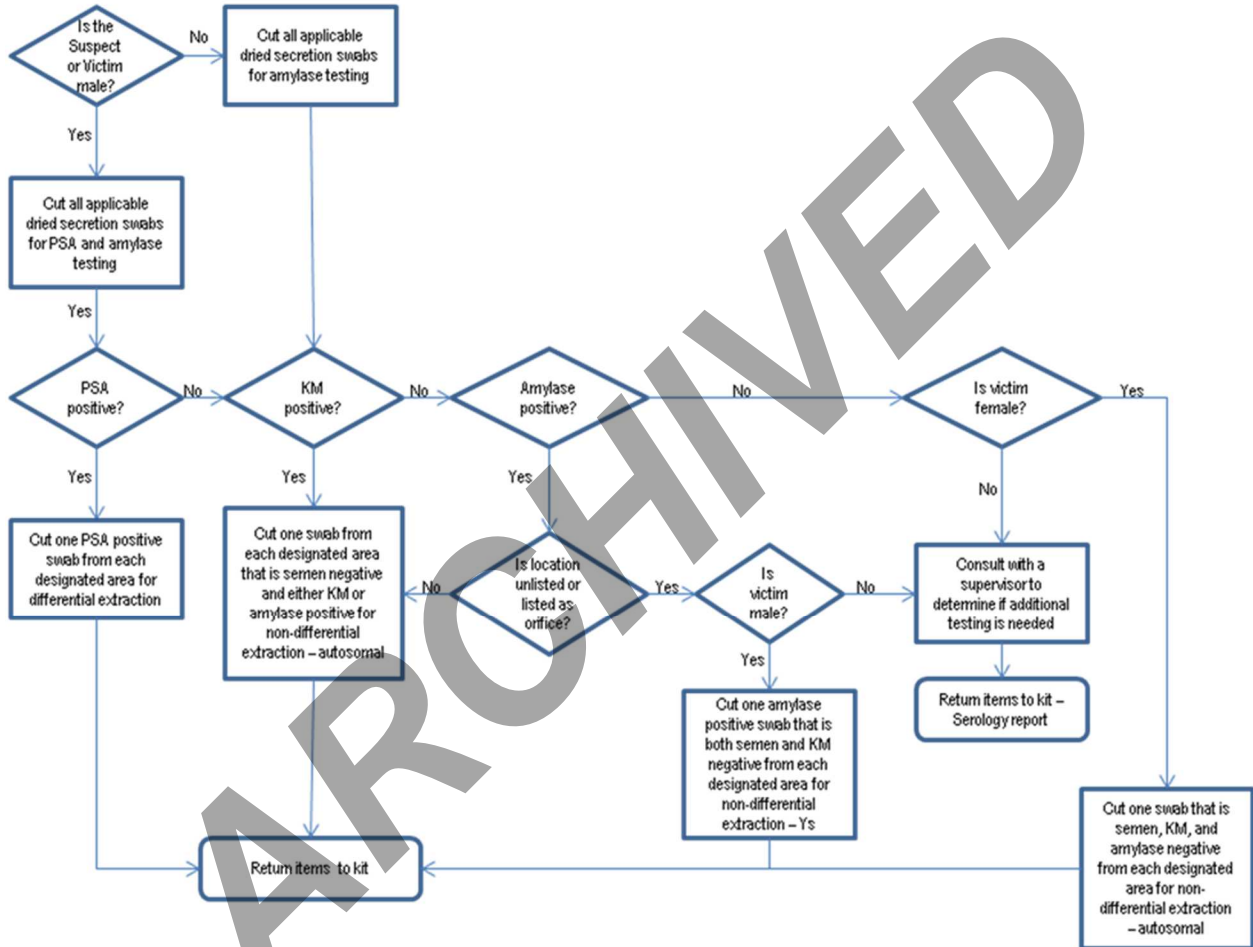 Is the
Suspect
or Victim
male?
No
Cut all applicable
dried secretion swabs
for amylase testing
Yes
Cut all applicable
dried secretion swabs
for PSA and amylase
testing
Yes
PSA
positive?
No
KM
positive?
No
Amylase
positive?
No
Is victim
female?
Yes
Yes
Yes
Yes
No
Cut one PSA positive
swab from each
designated area for
differential extraction
Cut one swab from
each designated area
that is semen negative
and either KM or
amylase positive for
non-differential
extraction – autosomal
No
Is location
unlisted or
listed as
orifice?
Yes
Is
victim
male?
No
Consult with a
supervisor to
determine if additional
testing is needed
Yes
Return items to kit –
Serology report
Cut one amylase
positive swab that is
both semen and KM
negative from each
designated area for
non-differential
extraction – Ys
Cut one swab that is
semen, KM, and
amylase negative
from each designated
area for non-
differential extraction
– autosomal
Return items to kit
ARCHIVED